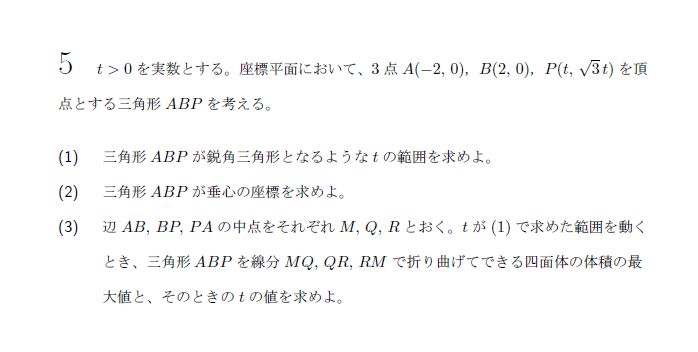 5 t > 0 を実数とする。座標平面において、3 点 A(−2, 0), B(2, 0), P(t, √3 t) を頂
点とする三角形 ABP を考える。
(1) 三角形 ABP が鋭角三角形となるような t の範囲を求めよ。
(2) 三角形 ABP が垂心の座標を求めよ。
(3) 辺 AB, BP, PA の中点をそれぞれ M, Q, R とおく。t が (1) で求めた範囲を動く
とき、三角形 ABP を線分 MQ, QR, RM で折り曲げてできる四面体の体積の最
大値と、そのときの t の値を求めよ。